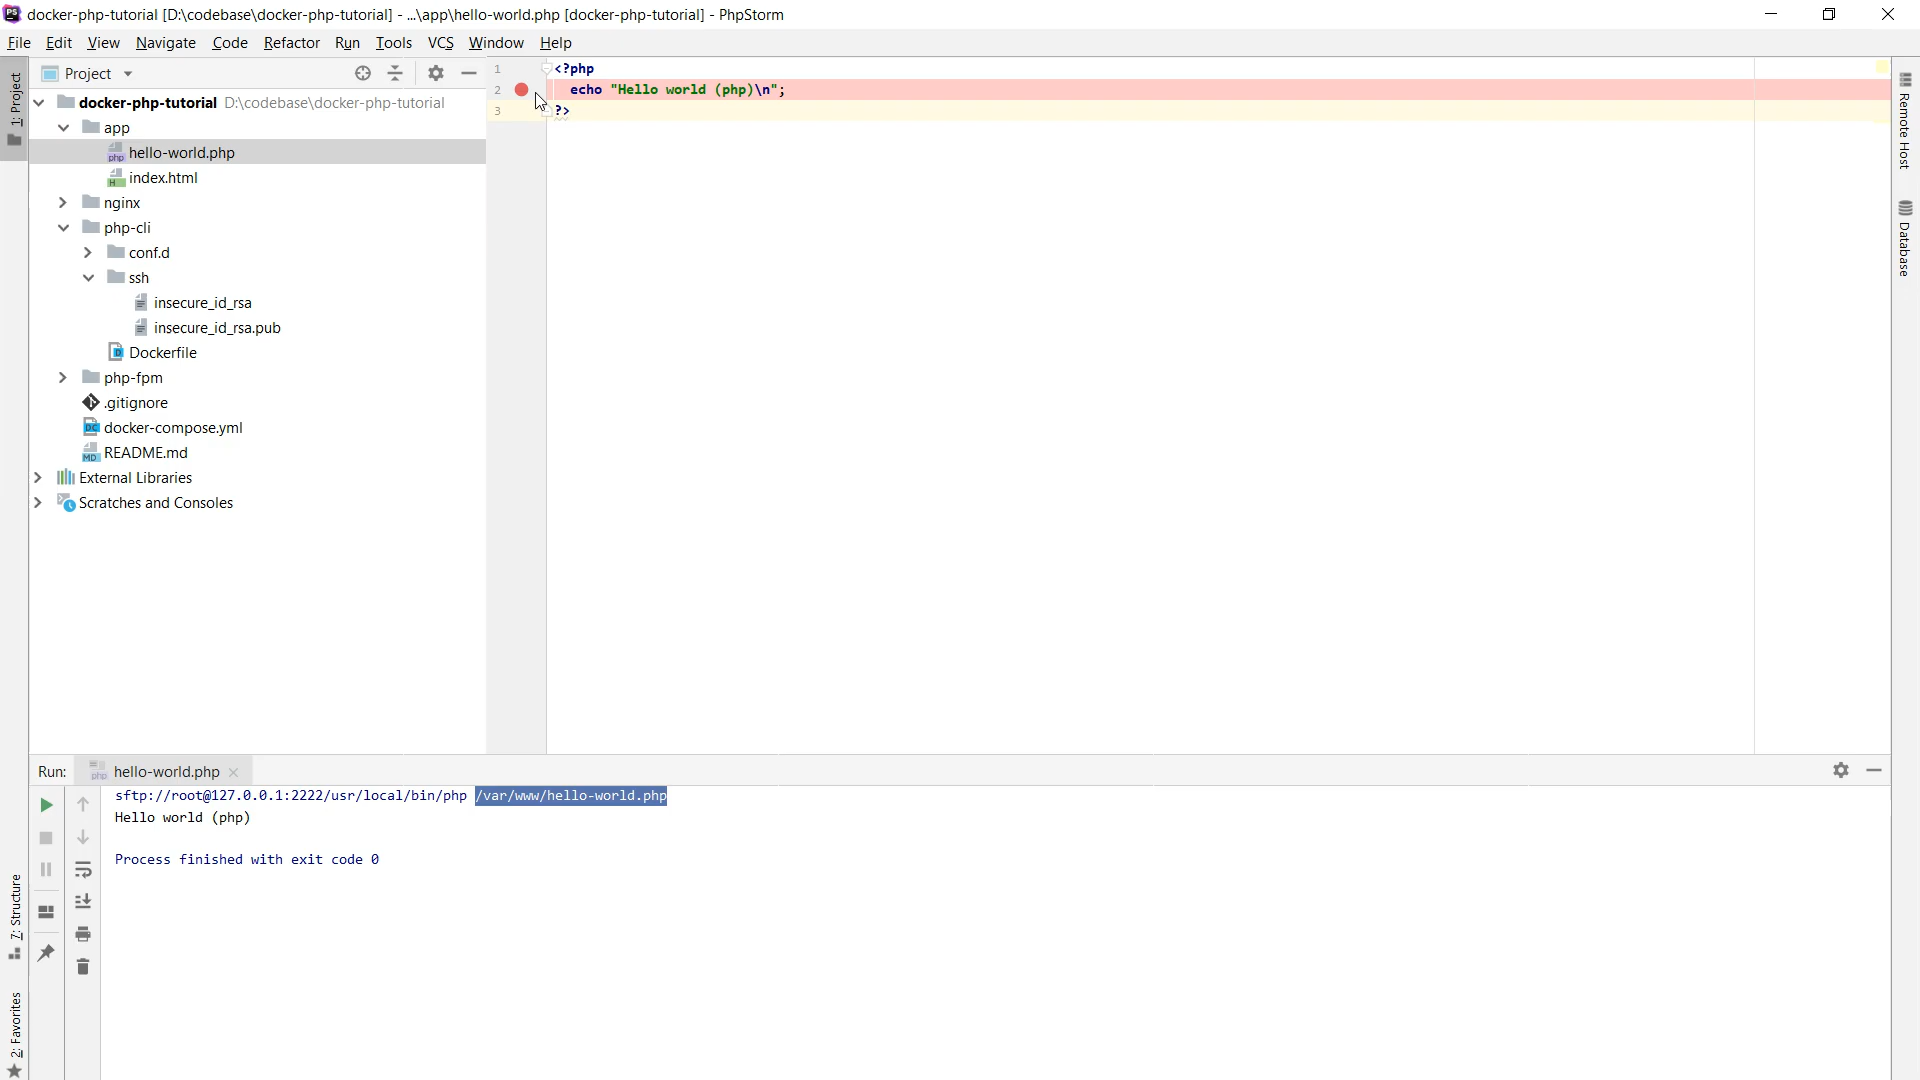 docker-php-tutorial [D:\codebase\docker-php-tutorial] - ...\app\hello-world.php [docker-php-tutorial] - PhpStorm
File Edit View Navigate Code Refactor Run Tools VCS Window Help
1: Project
Project
docker-php-tutorial D:\codebase\docker-php-tutorial
app
hello-world.php
index.html
nginx
php-cli
conf.d
ssh
insecure_id_rsa
insecure_id_rsa.pub
Dockerfile
php-fpm
.gitignore
docker-compose.yml
README.md
External Libraries
Scratches and Consoles
1 <?php
2 echo "Hello world (php)\n";
3 ?>
Remote Host
Database
Run: hello-world.php
sftp://root@127.0.0.1:2222/usr/local/bin/php /var/www/hello-world.php
Hello world (php)
Process finished with exit code 0
7: Structure
2: Favorites